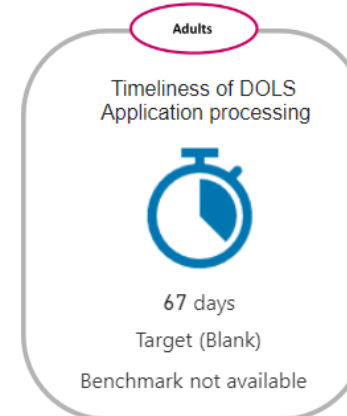 Adults
Timeliness of DOLS
Application processing
67 days
Target (Blank)
Benchmark not available